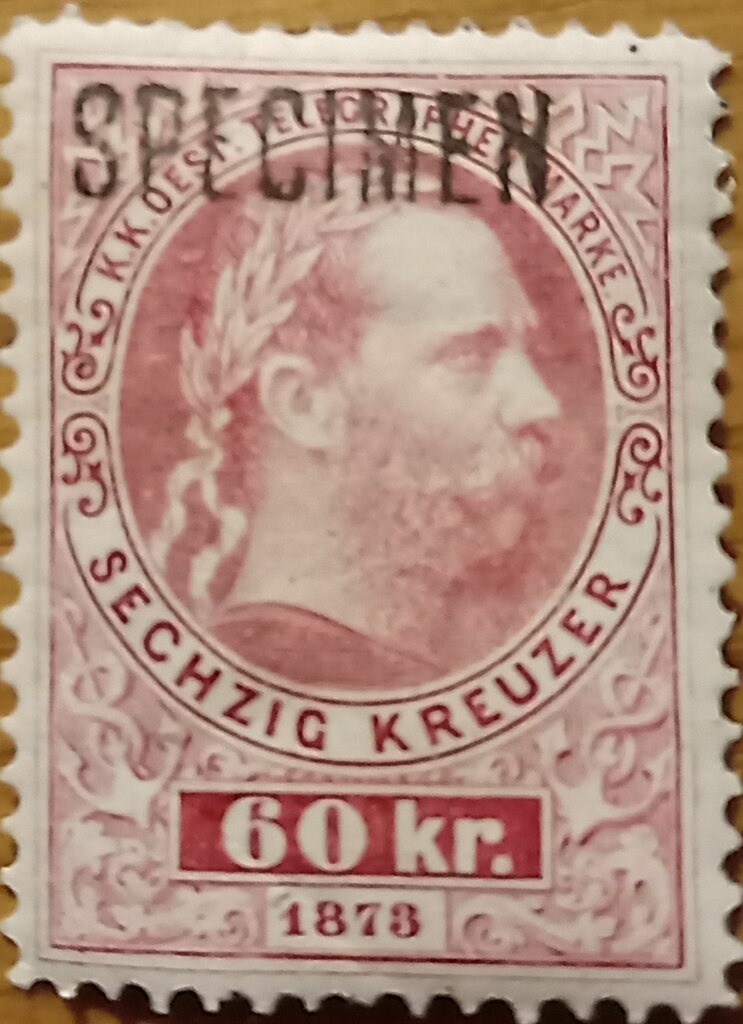 SPECIMEN
K.K. OEST. TELEGRAPHEN MARKE.
SECHZIG KREUZER
60 kr.
1873